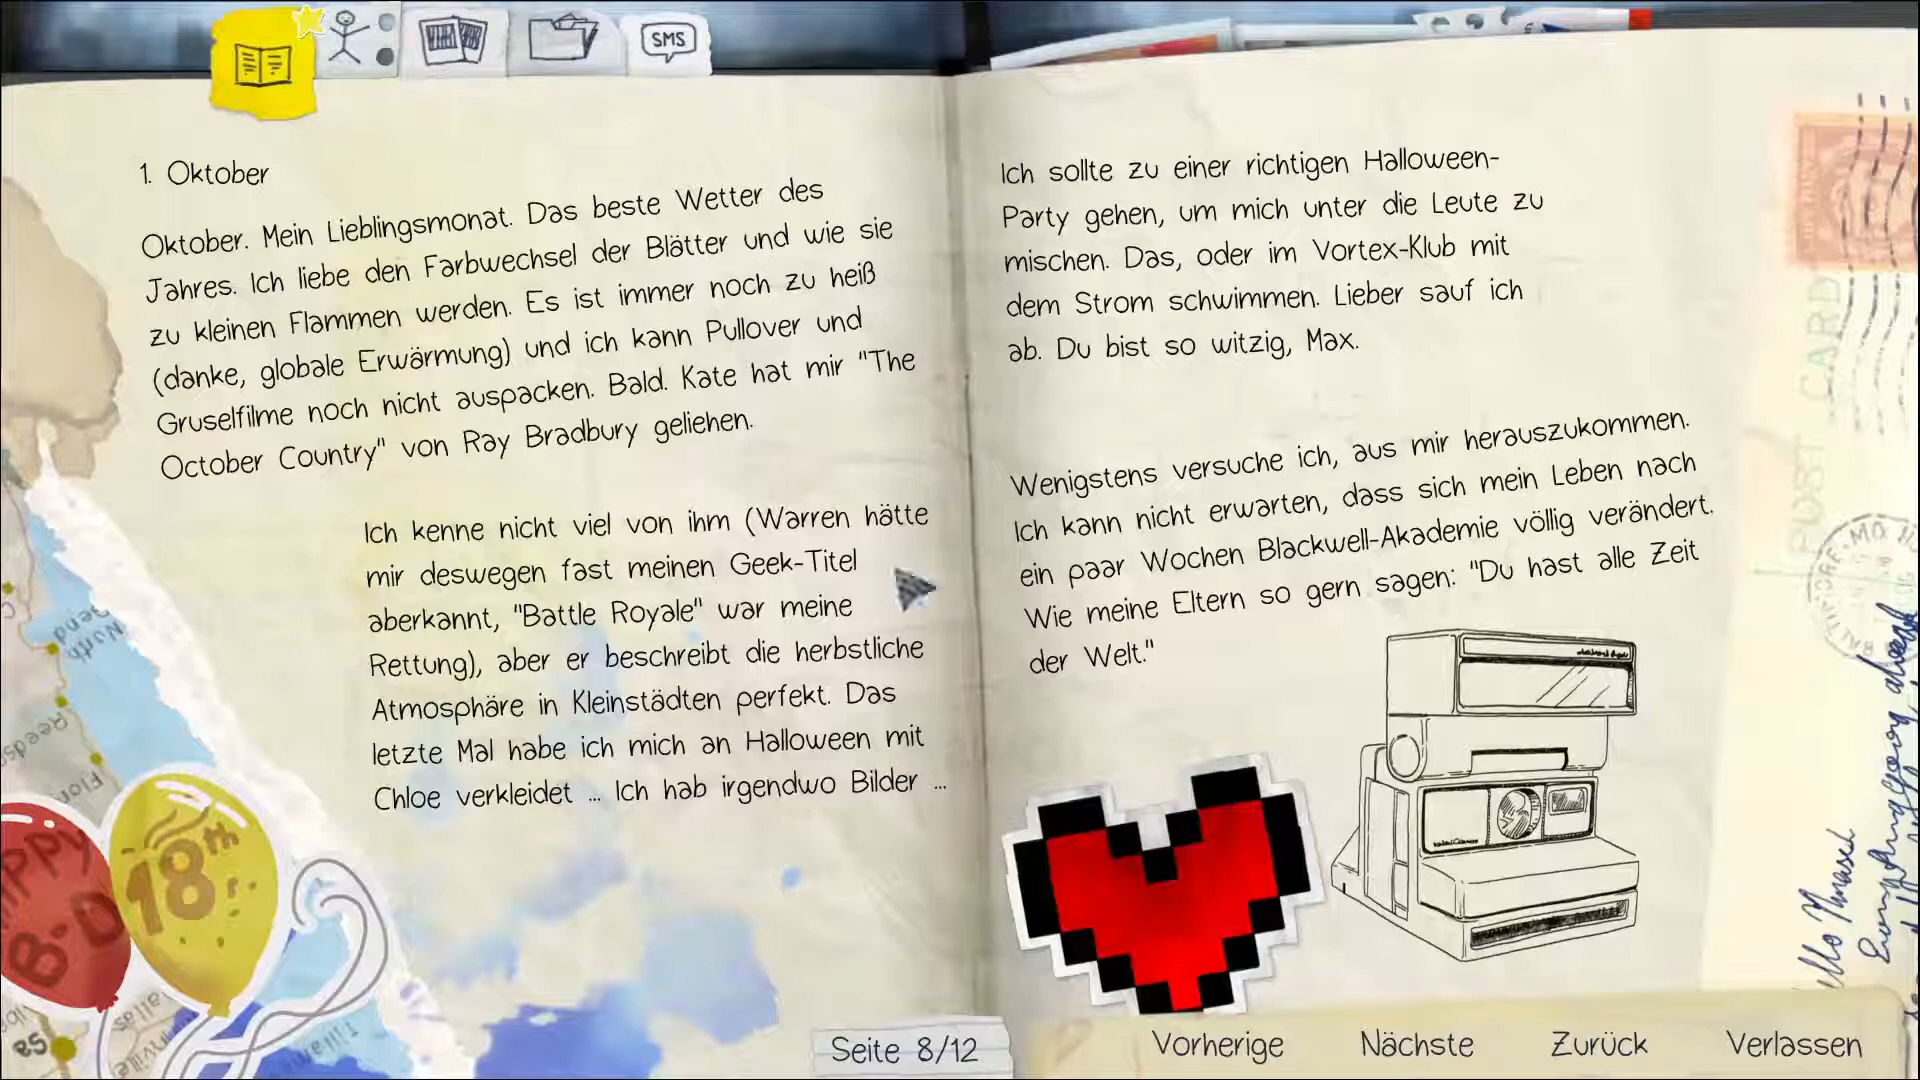 SMS
1. Oktober
Oktober. Mein Lieblingsmonat. Das beste Wetter des
Jahres. Ich liebe den Farbwechsel der Blätter und wie sie
zu kleinen Flammen werden. Es ist immer noch zu heiß
(danke, globale Erwärmung) und ich kann Pullover und
Gruselfilme noch nicht auspacken. Bald. Kate hat mir "The
October Country" von Ray Bradbury geliehen.
Ich kenne nicht viel von ihm (Warren hätte
mir deswegen fast meinen Geek-Titel
aberkannt, "Battle Royale" war meine
Rettung), aber er beschreibt die herbstliche
Atmosphäre in Kleinstädten perfekt. Das
letzte Mal habe ich mich an Halloween mit
Chloe verkleidet ... Ich hab irgendwo Bilder ...
18th
B-D
Ich sollte zu einer richtigen Halloween-
Party gehen, um mich unter die Leute zu
mischen. Das, oder im Vortex-Klub mit
dem Strom schwimmen. Lieber sauf ich
ab. Du bist so witzig, Max.
Wenigstens versuche ich, aus mir herauszukommen.
Ich kann nicht erwarten, dass sich mein Leben nach
ein paar Wochen Blackwell-Akademie völlig verändert.
Wie meine Eltern so gern sagen: "Du hast alle Zeit
der Welt."
POST CARD
Seite 8/12
Vorherige
Nächste
Zurück
Verlassen